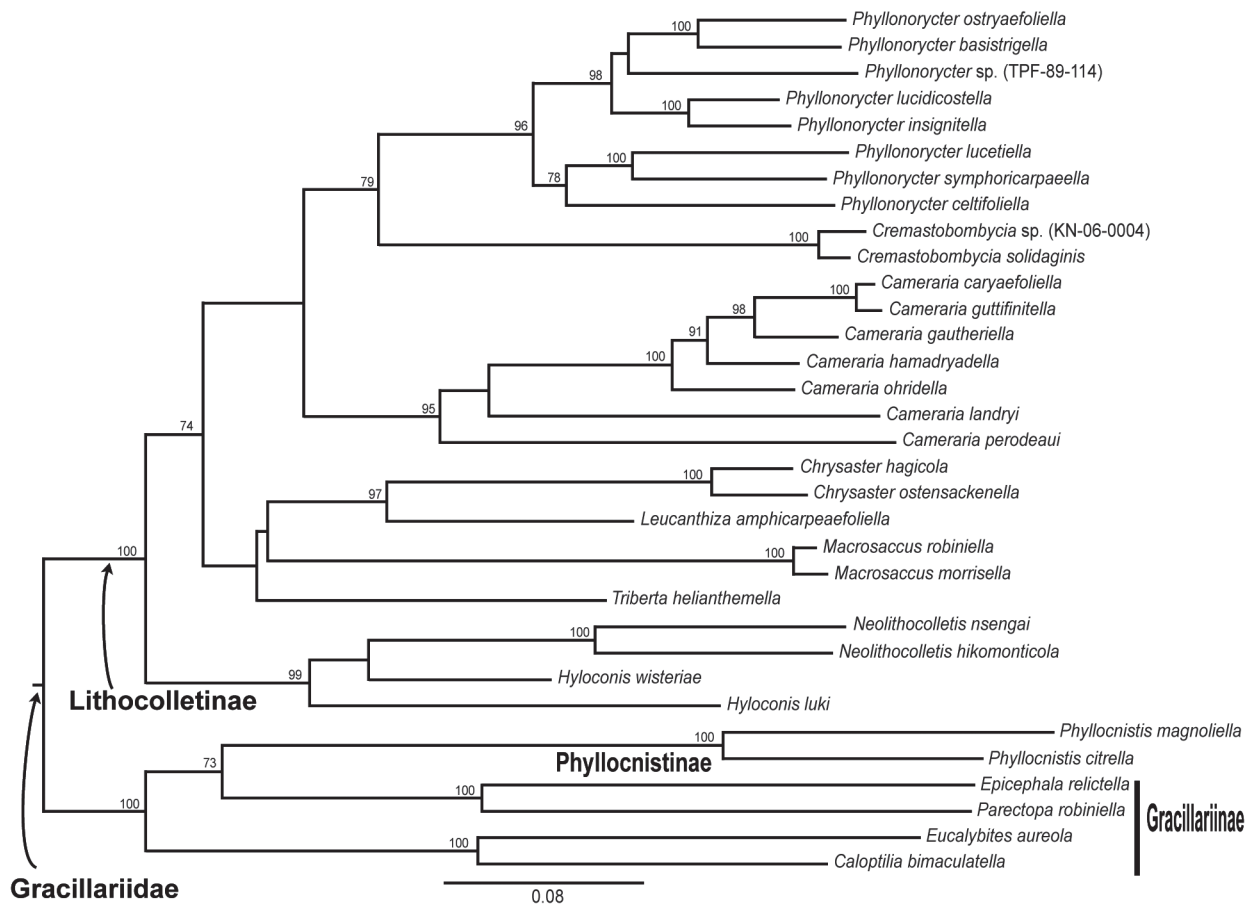 100
Phyllonorycter ostryaefoliella
Phyllonorycter basistrigella
98
Phyllonorycter sp. (TPF-89-114)
100
Phyllonorycter lucidicostella
Phyllonorycter insignitella
96
100
Phyllonorycter lucetiella
Phyllonorycter symphoricarpaeella
78
Phyllonorycter celtifoliella
79
100
Cremastobombycia sp. (KN-06-0004)
Cremastobombycia solidaginis
100
Cameraria caryaefoliella
Cameraria guttifinitella
98
Cameraria gautheriella
91
Cameraria hamadryadella
100
Cameraria ohridella
95
Cameraria landryi
Cameraria perodeaui
74
100
Chrysaster hagicola
Chrysaster ostensackenella
97
Leucanthiza amphicarpeaefoliella
100
Macrosaccus robiniella
Macrosaccus morrisella
Triberta helianthemella
100
100
Neolithocolletis nsengai
Neolithocolletis hikomonticola
99
Hyloconis wisteriae
Hyloconis luki
Lithocolletinae
100
Phyllocnistis magnoliella
Phyllocnistis citrella
Phyllocnistinae
73
100
Epicephala relictella
Parectopa robiniella
Gracillariinae
100
100
Eucalybites aureola
Caloptilia bimaculatella
Gracillariidae
0.08